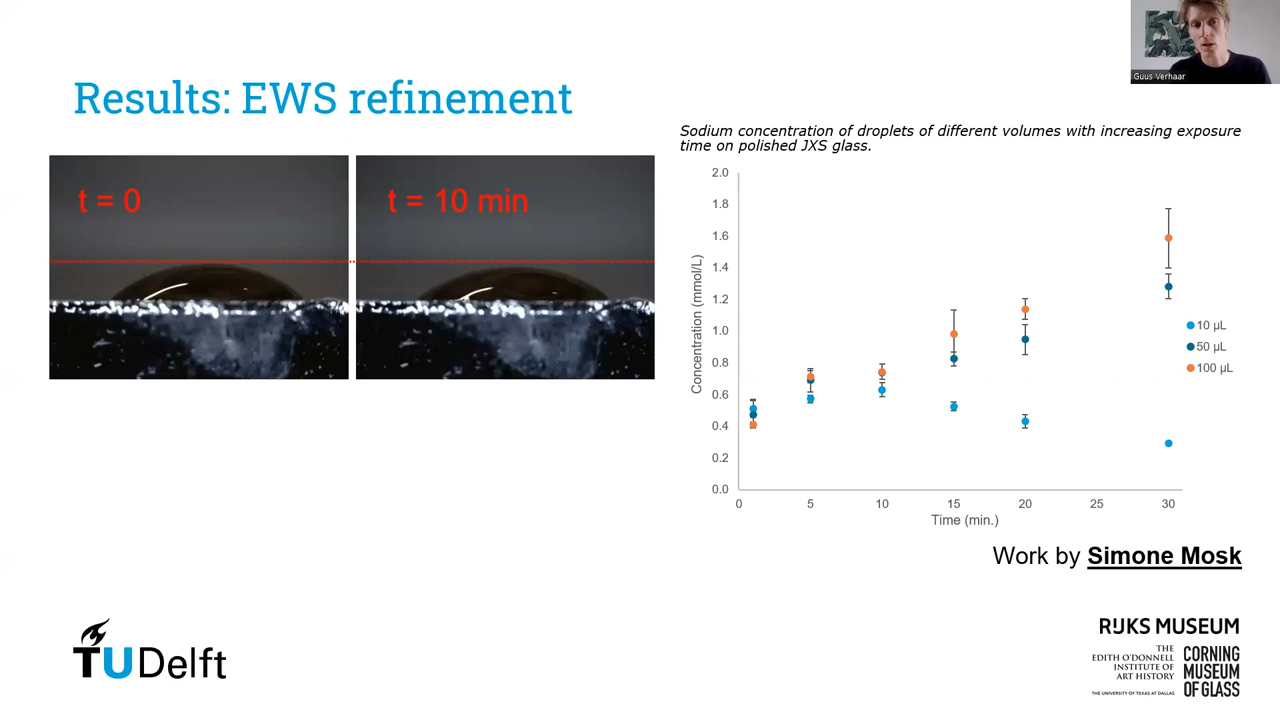 Guus Verhaar
Results: EWS refinement
t = 0
t = 10 min
Sodium concentration of droplets of different volumes with increasing exposure
time on polished JXS glass.
2.0
1.8
1.6
1.4
1.2
1.0
0.8
0.6
0.4
0.2
0.0
Concentration (mmol/L)
0 5 10 15 20 25 30
Time (min.)
10 µL
50 µL
100 µL
Work by Simone Mosk
TU Delft
RIJKS MUSEUM
THE
EDITH O'DONNELL
INSTITUTE OF
ART HISTORY
THE UNIVERSITY OF TEXAS AT DALLAS
CORNING
MUSEUM
OF GLASS